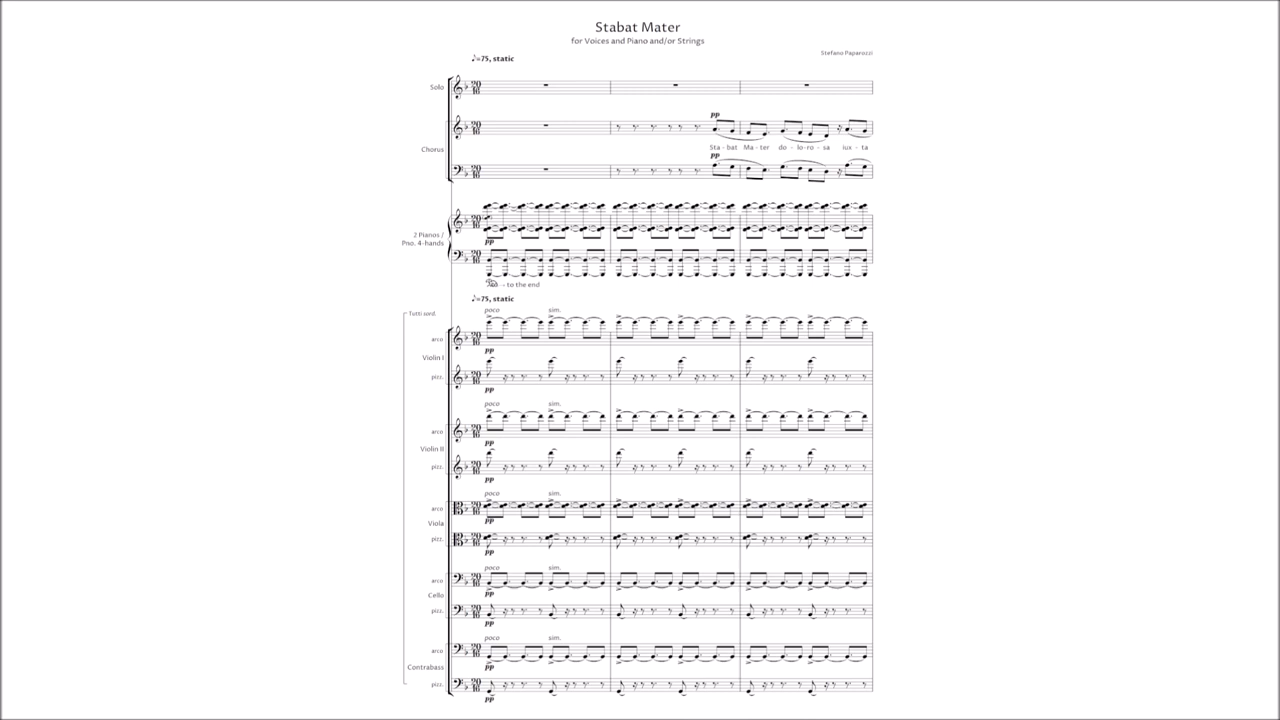 Stabat Mater
for Voices and Piano and/or Strings
Stefano Paparozzi
♪=75, static
Solo
pp
Chorus
Sta - bat Ma - ter do - lo - ro - sa iux - ta
pp
2 Pianos /
Pno. 4-hands
pp
to the end
♪=75, static
Tutti sord.
poco sim.
arco
pp
Violin I
pizz.
pp
poco sim.
arco
pp
Violin II
pizz.
pp
poco sim.
arco
pp
Viola
pizz.
pp
poco sim.
arco
pp
Cello
pizz.
pp
poco sim.
arco
pp
Contrabass
pizz.
pp